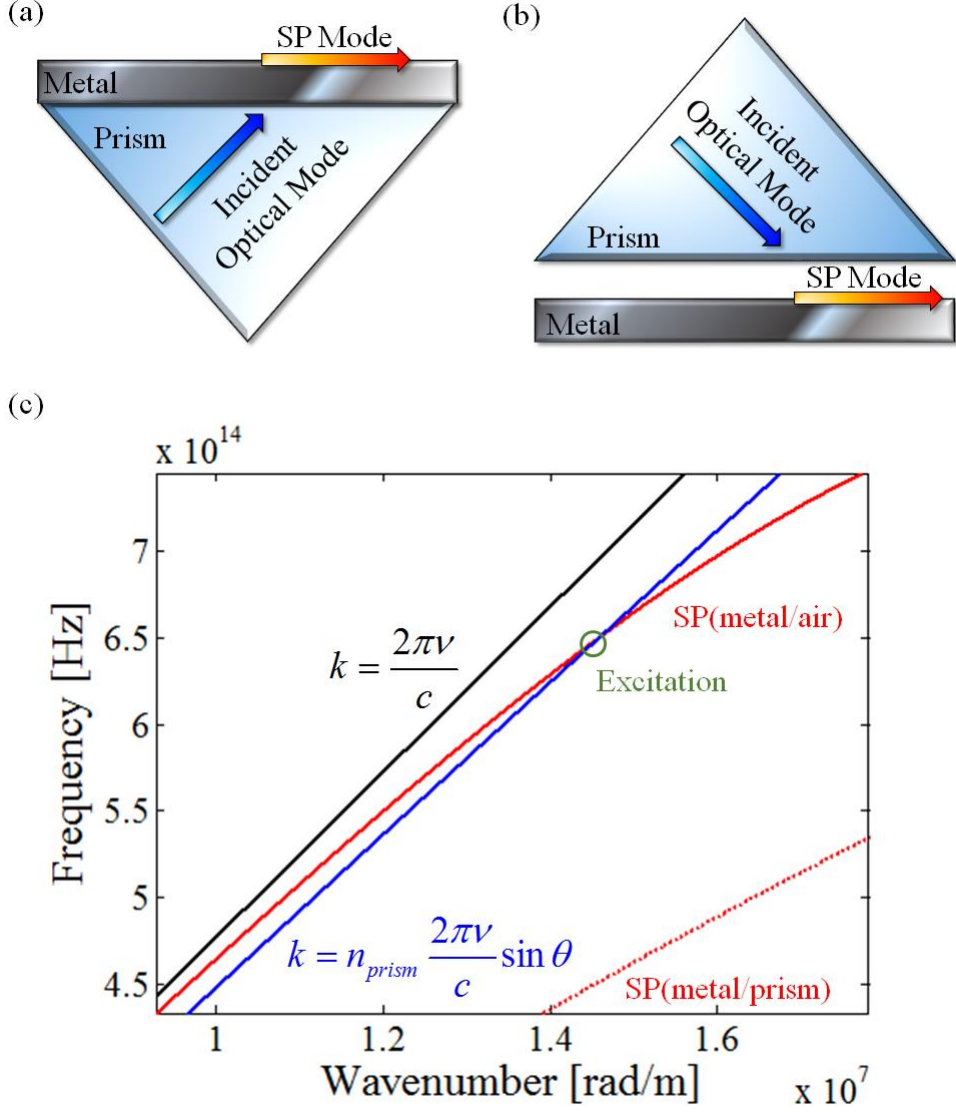 (a)
SP Mode
Metal
Prism
Incident
Optical Mode
(b)
Incident
Optical Mode
Prism
SP Mode
Metal
(c)
x 10^14
7
6.5
6
5.5
5
4.5
Frequency [Hz]
k = 2πν/c
SP(metal/air)
Excitation
k = n_prism 2πν/c sin θ
SP(metal/prism)
1
1.2
1.4
1.6
Wavenumber [rad/m]
x 10^7